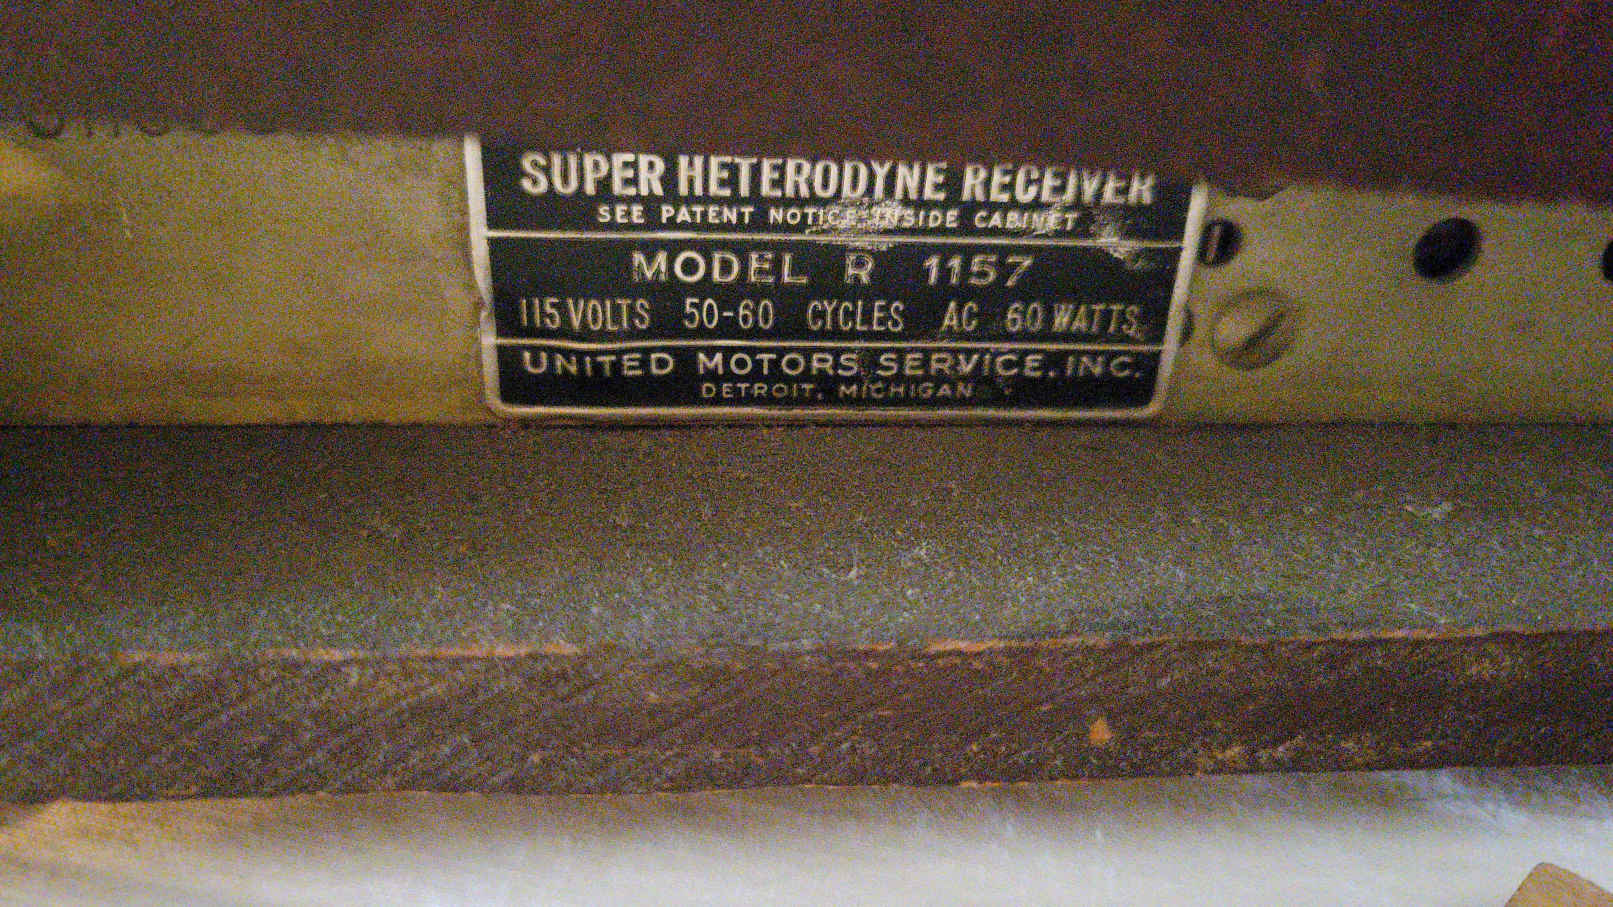 SUPER HETERODYNE RECEIVER
SEE PATENT NOTICE INSIDE CABINET
MODEL R 1157
115 VOLTS 50-60 CYCLES AC 60 WATTS
UNITED MOTORS SERVICE, INC.
DETROIT, MICHIGAN